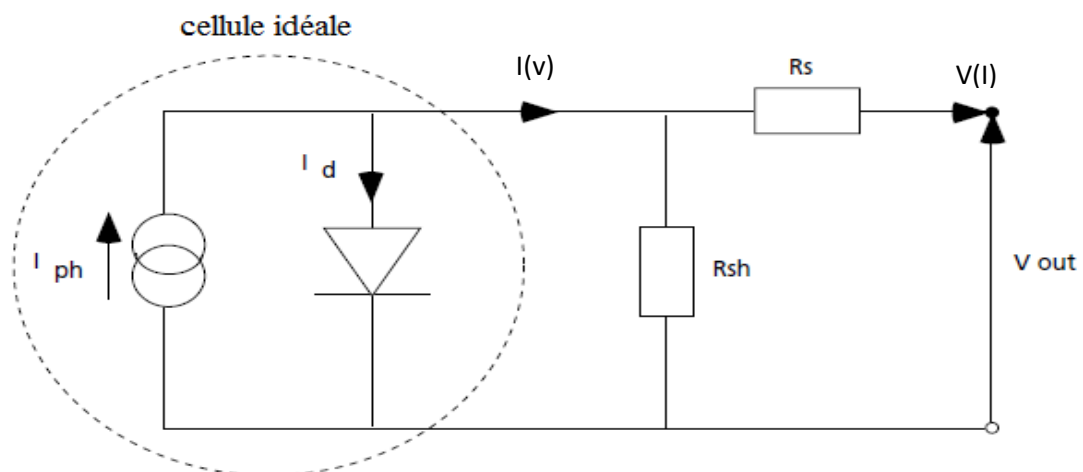 cellule idéale
I(v)
Rs
V(I)
I d
I ph
Rsh
V out